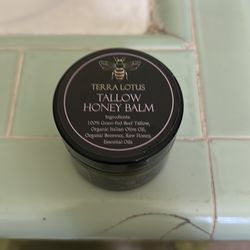 TERRA LOTUS
TALLOW
HONEY BALM
Ingredients:
100% Grass-Fed Beef Tallow,
Organic Italian Olive Oil,
Organic Beeswax, Raw Honey,
Essential Oils